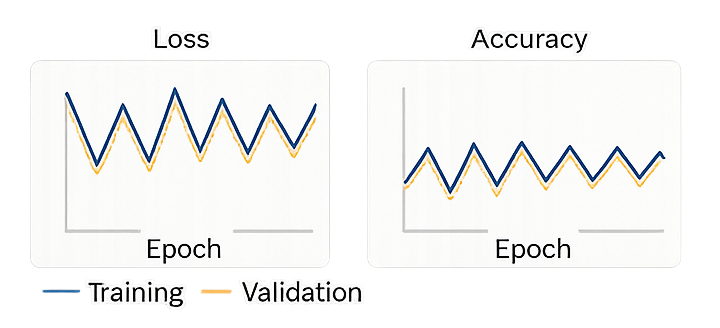 Loss
Accuracy
Epoch
Epoch
Training
Validation